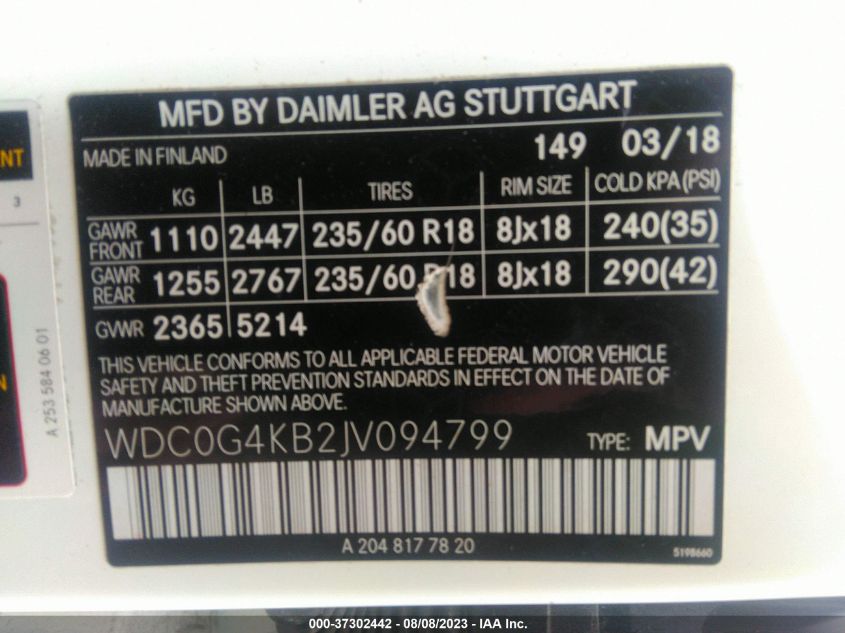 MFD BY DAIMLER AG STUTTGART
MADE IN FINLAND 149 03/18
KG LB TIRES RIM SIZE COLD KPA (PSI)
GAWR FRONT 1110 2447 235/60 R18 8Jx18 240(35)
GAWR REAR 1255 2767 235/60 R18 8Jx18 290(42)
GVWR 2365 5214
THIS VEHICLE CONFORMS TO ALL APPLICABLE FEDERAL MOTOR VEHICLE
SAFETY AND THEFT PREVENTION STANDARDS IN EFFECT ON THE DATE OF
MANUFACTURE SHOWN ABOVE.
WDC0G4KB2JV094799 TYPE: MPV
A 204 817 78 20 5198660
NT
3
N
A 253 584 06 01
000-37302442 - 08/08/2023 - IAA Inc.